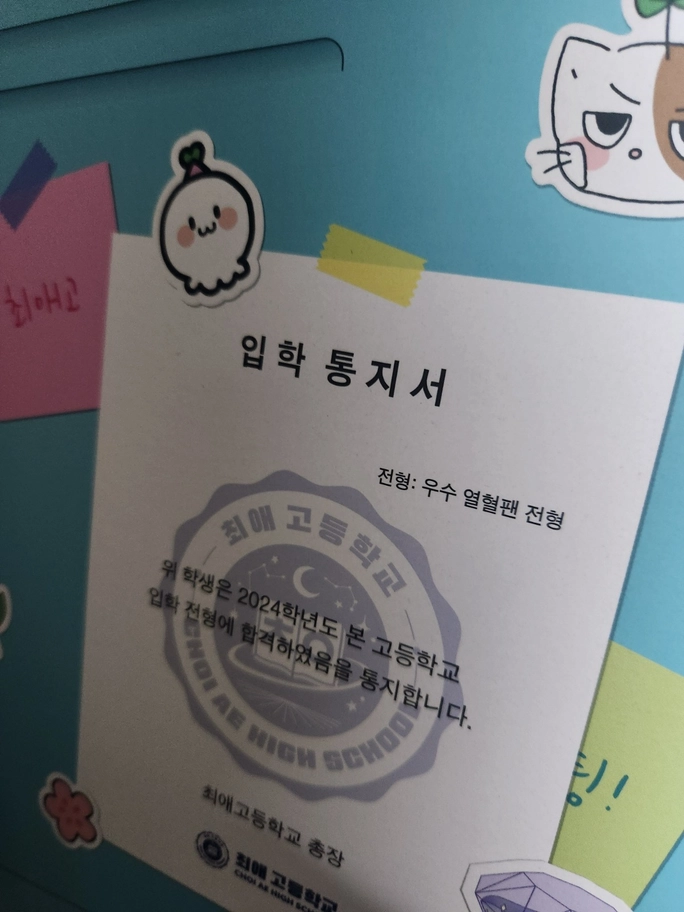 최애고
입학 통지서
전형: 우수 열혈팬 전형
최애 고등학교
위 학생은 2024학년도 본 고등학교
입학 전형에 합격하였음을 통지합니다.
CHOI AE HIGH SCHOOL
팅!
최애고등학교 총장
최애 고등학교
CHOI AE HIGH